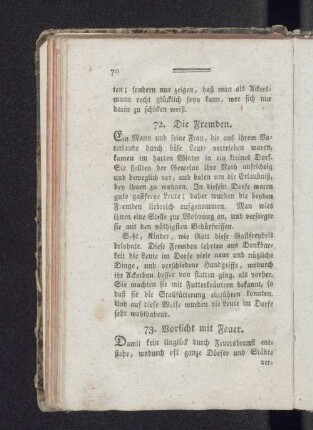 70
ten; sondern nur zeigen, daß man als Ackers-
mann recht glücklich seyn kann, wer sich nur
darin zu schicken weiß.
72. Die Fremden.
Ein Mann und seine Frau, die aus ihrem Va-
terlande durch böse Leute vertrieben waren,
kamen im harten Winter in ein kleines Dorf.
Sie stellten der Gemeine ihre Noth aufrichtig
und beweglich vor, und baten um die Erlaubniß,
bey ihnen zu wohnen. In diesem Dorfe waren
gute gastfreye Leute; daher wurden die beyden
Fremden liebreich aufgenommen. Man wies
ihnen eine Stelle zur Wohnung an, und versorgte
sie mit den nöthigsten Bedürfnissen.
Seht, Kinder, wie Gott diese Gastfreyheit
belohnte. Diese Fremden lehrten aus Dankbar-
keit die Leute im Dorfe viele neue und nützliche
Dinge, und verschiedene Handgriffe, wodurch
ihr Ackerbau besser von statten ging, als vorher.
Sie machten sie mit Futterkräutern bekannt, so
daß sie die Stallfütterung einführen konnten.
Und auf diese Weise wurden die Leute im Dorfe
sehr wohlhabend.
73. Vorsicht mit Feuer.
Damit kein Unglück durch Feuersbrunst ent-
stehe, wodurch oft ganze Dörfer und Städte
ver-